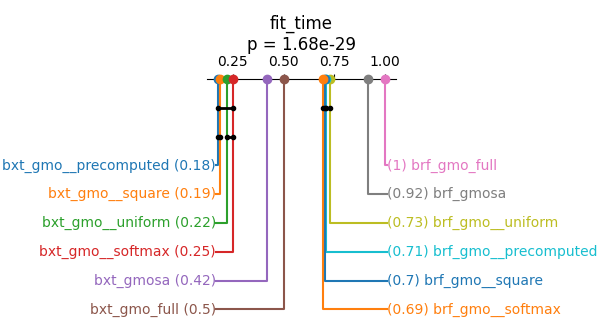 fit_time
p = 1.68e-29
0.25 0.50 0.75 1.00
bxt_gmo__precomputed (0.18)
bxt_gmo__square (0.19)
bxt_gmo__uniform (0.22)
bxt_gmo__softmax (0.25)
bxt_gmosa (0.42)
bxt_gmo_full (0.5)
(1) brf_gmo_full
(0.92) brf_gmosa
(0.73) brf_gmo__uniform
(0.71) brf_gmo__precomputed
(0.7) brf_gmo__square
(0.69) brf_gmo__softmax